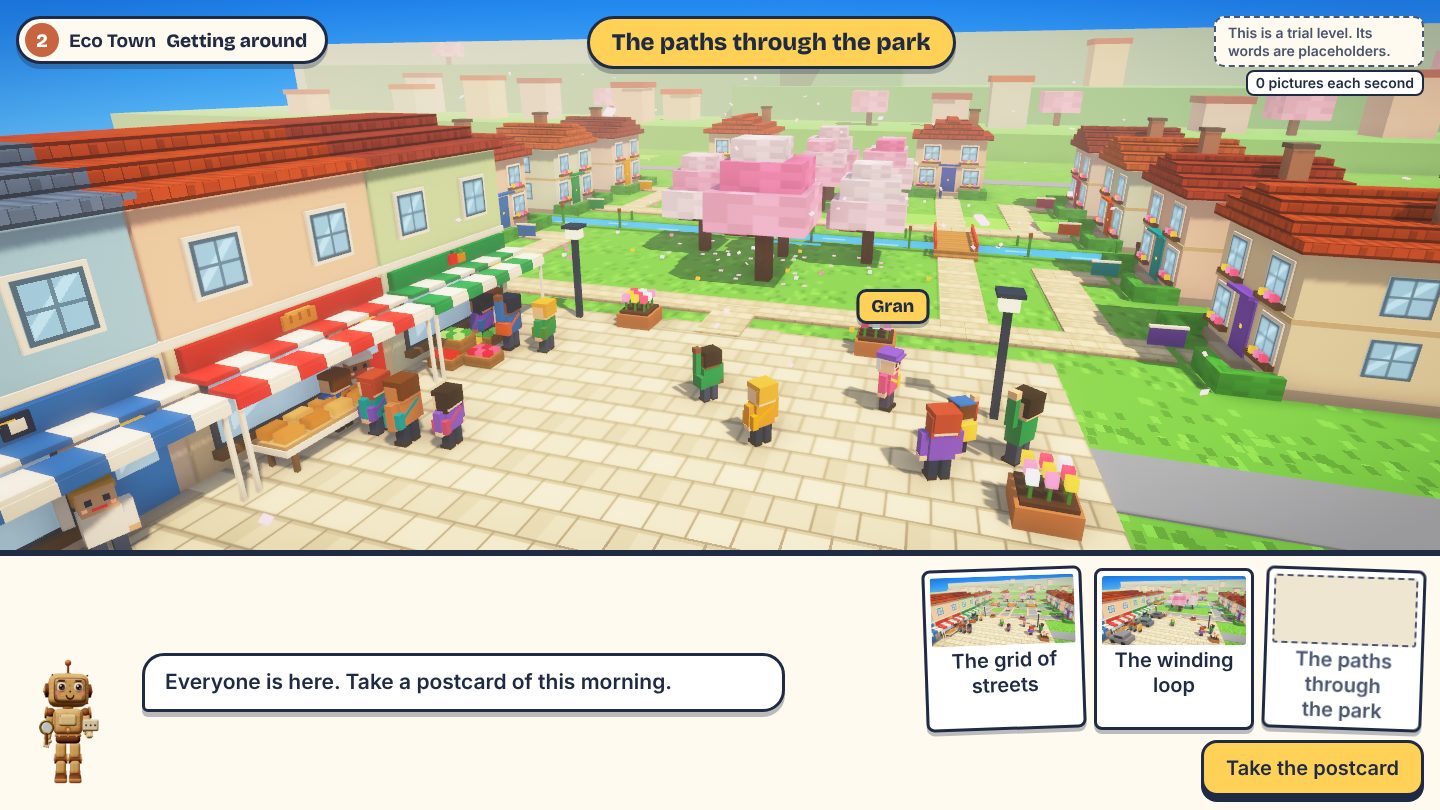 2 Eco Town Getting around
The paths through the park
This is a trial level. Its
words are placeholders.
0 pictures each second
Gran
Everyone is here. Take a postcard of this morning.
The grid of
streets
The winding
loop
The paths
through
the park
Take the postcard